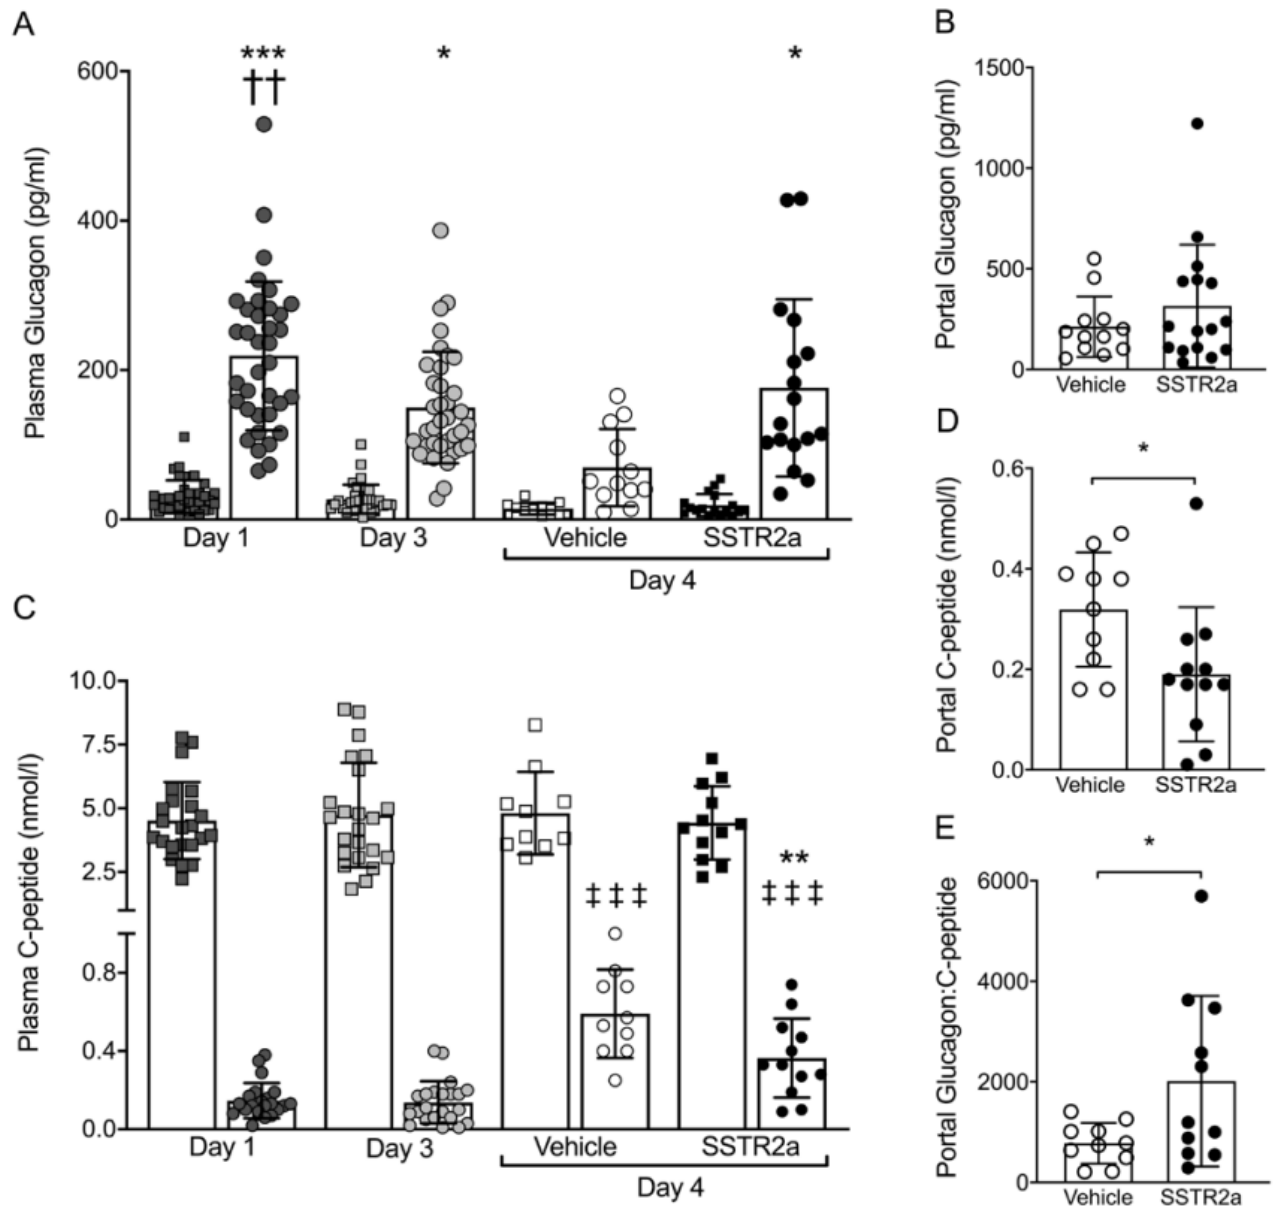 A
Plasma Glucagon (pg/ml)
600
400
200
0
***
††
*
*
Day 1
Day 3
Vehicle
SSTR2a
Day 4
B
Portal Glucagon (pg/ml)
1500
1000
500
0
Vehicle
SSTR2a
C
Plasma C-peptide (nmol/l)
10.0
7.5
5.0
2.5
0.8
0.4
0.0
‡‡‡
**
‡‡‡
Day 1
Day 3
Vehicle
SSTR2a
Day 4
D
Portal C-peptide (nmol/l)
0.6
0.4
0.2
0.0
*
Vehicle
SSTR2a
E
Portal Glucagon:C-peptide
6000
4000
2000
0
*
Vehicle
SSTR2a